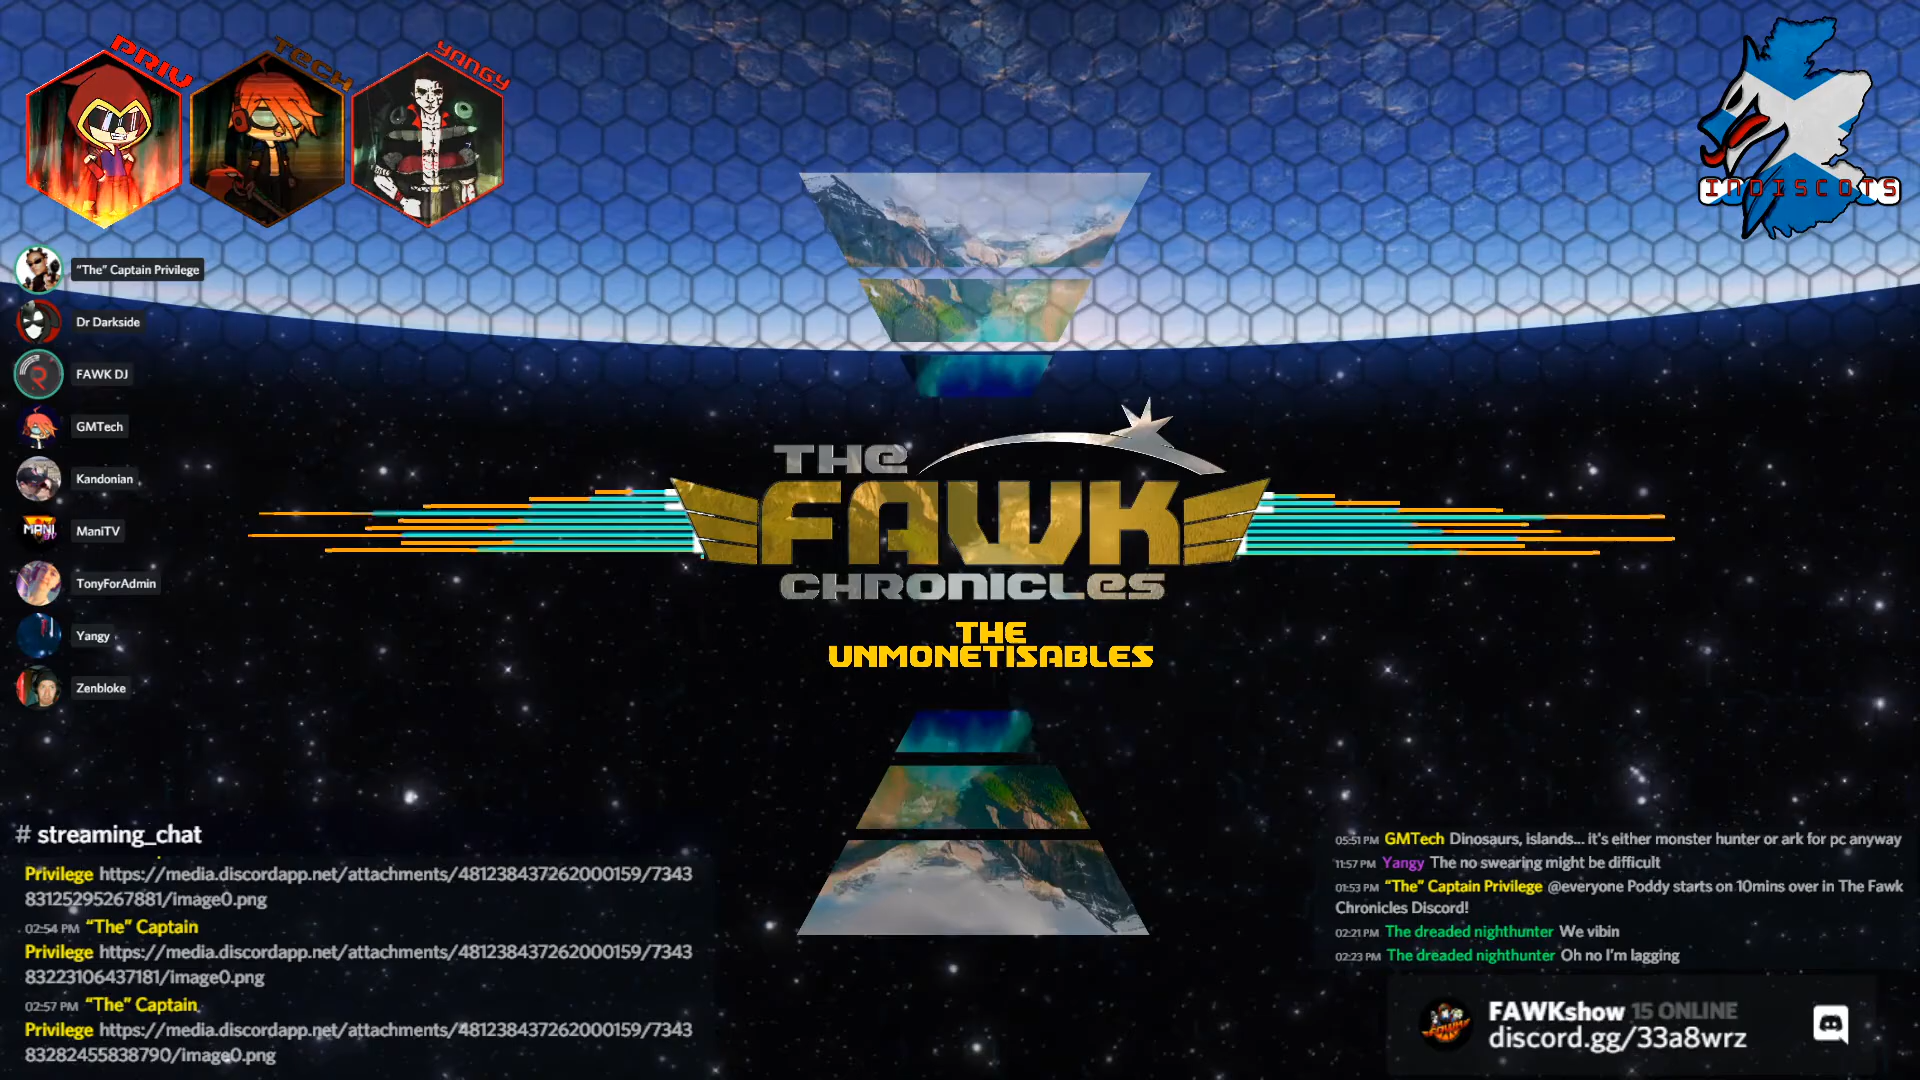 PRIV
TECH
YANGY
INDISCOTS
"The" Captain Privilege
Dr Darkside
FAWK DJ
GMTech
Kandonian
MANI
ManiTV
TonyForAdmin
Yangy
Zenbloke
THE
FAWK
CHRONICLES
THE
UNMONETISABLES
# streaming_chat
Privilege https://media.discordapp.net/attachments/481238437262000159/7343
83125295267881/image0.png
02:54 PM "The" Captain
Privilege https://media.discordapp.net/attachments/481238437262000159/7343
83223106437181/image0.png
02:57 PM "The" Captain
Privilege https://media.discordapp.net/attachments/481238437262000159/7343
83282455838790/image0.png
05:51 PM GMTech Dinosaurs, islands... it's either monster hunter or ark for pc anyway
11:57 PM Yangy The no swearing might be difficult
01:53 PM "The" Captain Privilege @everyone Poddy starts on 10mins over in The Fawk
Chronicles Discord!
02:21 PM The dreaded nighthunter We vibin
02:23 PM The dreaded nighthunter Oh no I'm lagging
FAWKshow 15 ONLINE
discord.gg/33a8wrz